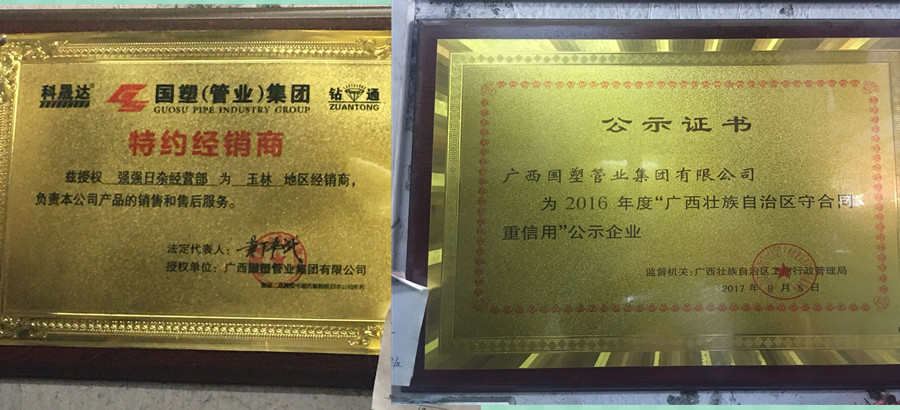 科晟达
国塑(管业)集团
GUOSU PIPE INDUSTRY GROUP
钻通
ZUANTONG
特约经销商
兹授权 强强日杂经营部 为 玉林 地区经销商，
负责本公司产品的销售和售后服务。
法定代表人：
授权单位：广西国塑管业集团有限公司
公示证书
广西国塑管业集团有限公司
为 2016 年度“广西壮族自治区守合同
重信用”公示企业
监督机关：广西壮族自治区工商行政管理局
2017 年 9 月 5 日